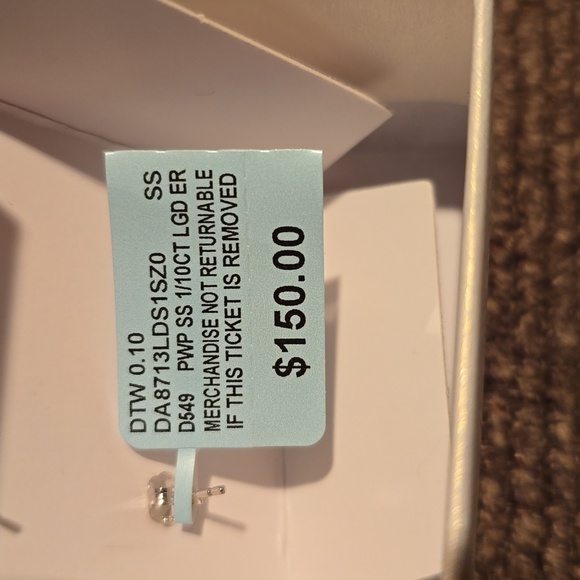 DTW 0.10
DA8713LDS1SZ0 SS
D549 PWP SS 1/10CT LGD ER
MERCHANDISE NOT RETURNABLE
IF THIS TICKET IS REMOVED
$150.00